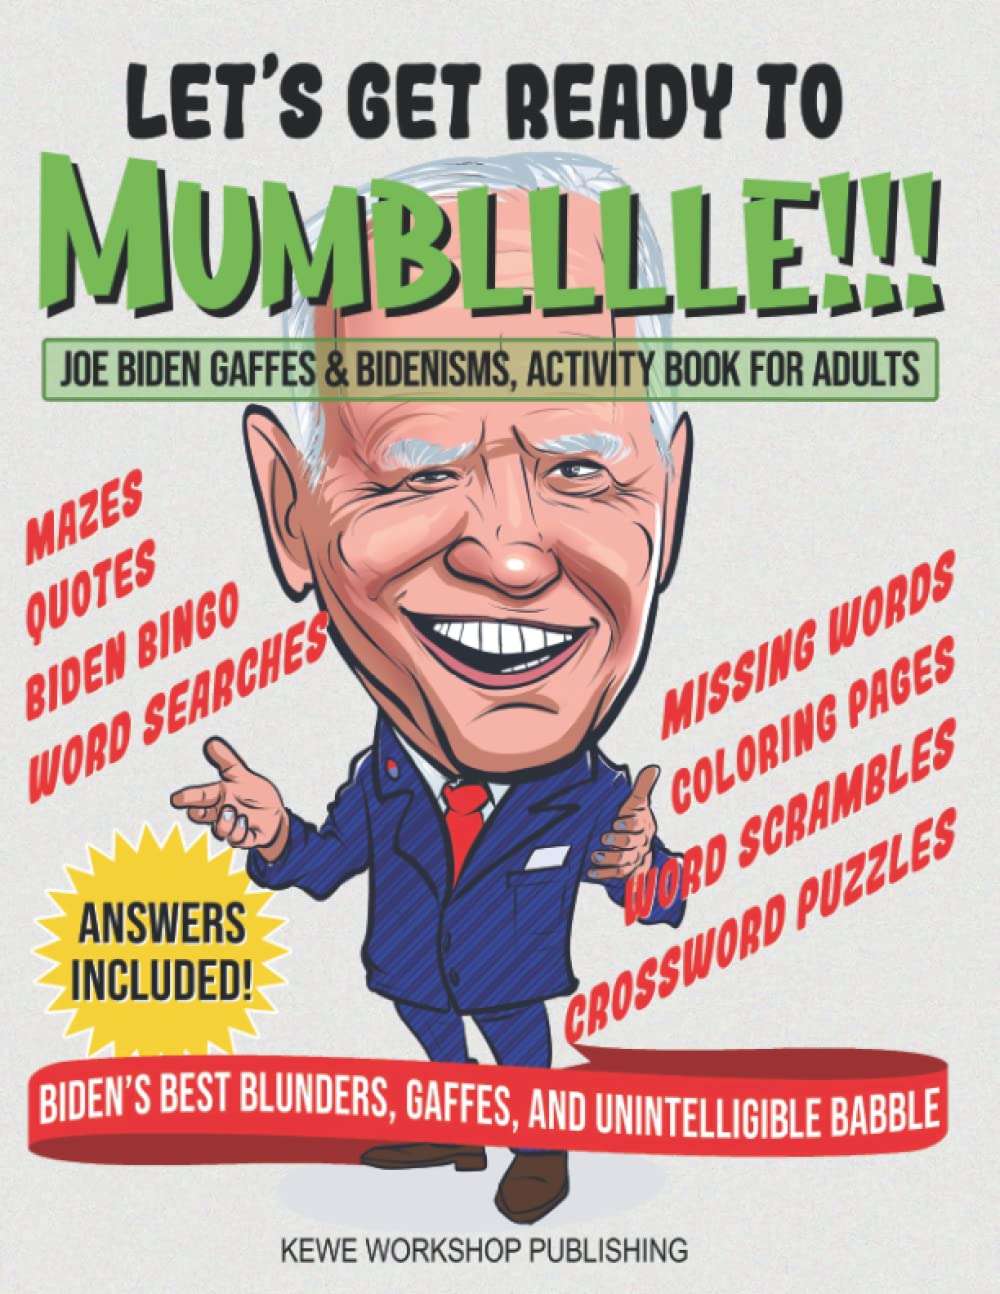 LET'S GET READY TO
MUMBLLLLE!!!
JOE BIDEN GAFFES & BIDENISMS, ACTIVITY BOOK FOR ADULTS
MAZES
QUOTES
BIDEN BINGO
WORD SEARCHES
MISSING WORDS
COLORING PAGES
WORD SCRAMBLES
CROSSWORD PUZZLES
ANSWERS
INCLUDED!
BIDEN'S BEST BLUNDERS, GAFFES, AND UNINTELLIGIBLE BABBLE
KEWE WORKSHOP PUBLISHING